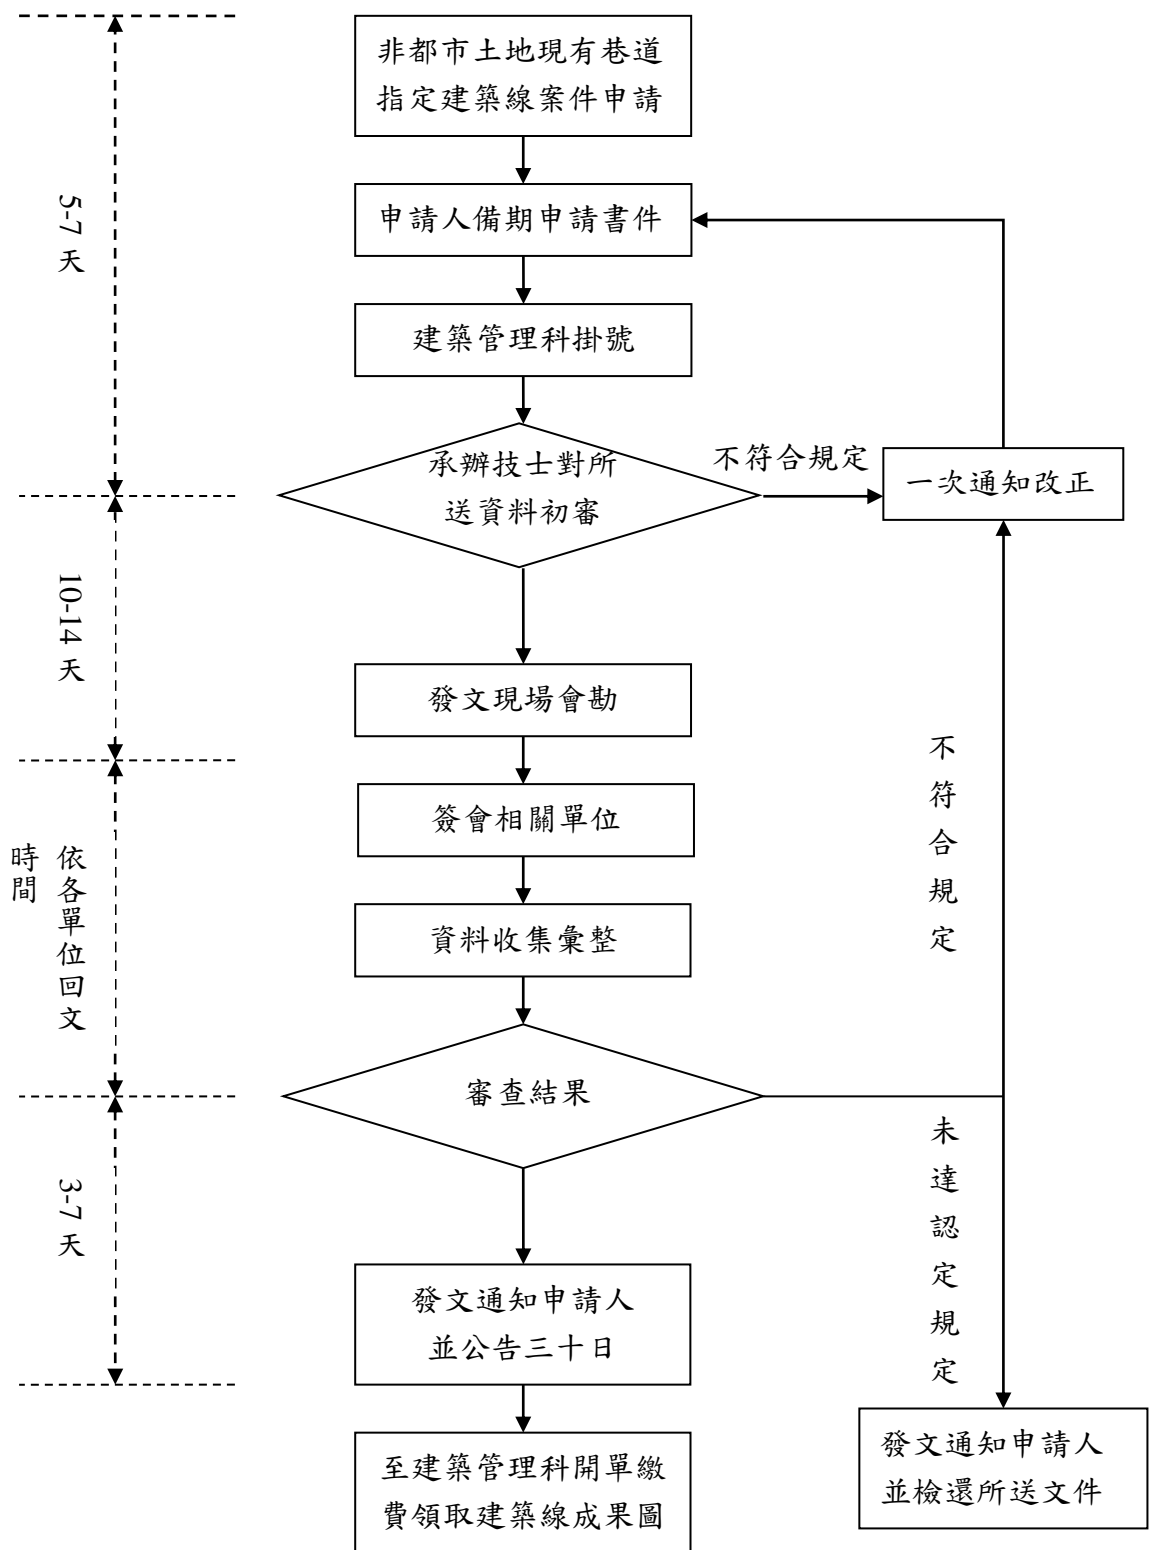 非都市土地現有巷道
指定建築線案件申請
申請人備期申請書件
建築管理科掛號
承辦技士對所
送資料初審
不符合規定
一次通知改正
發文現場會勘
簽會相關單位
資料收集彙整
審查結果
不符合規定
未達認定規定
發文通知申請人
並公告三十日
至建築管理科開單繳
費領取建築線成果圖
發文通知申請人
並檢還所送文件
5-7 天
10-14 天
依各單位回文
時間
3-7 天